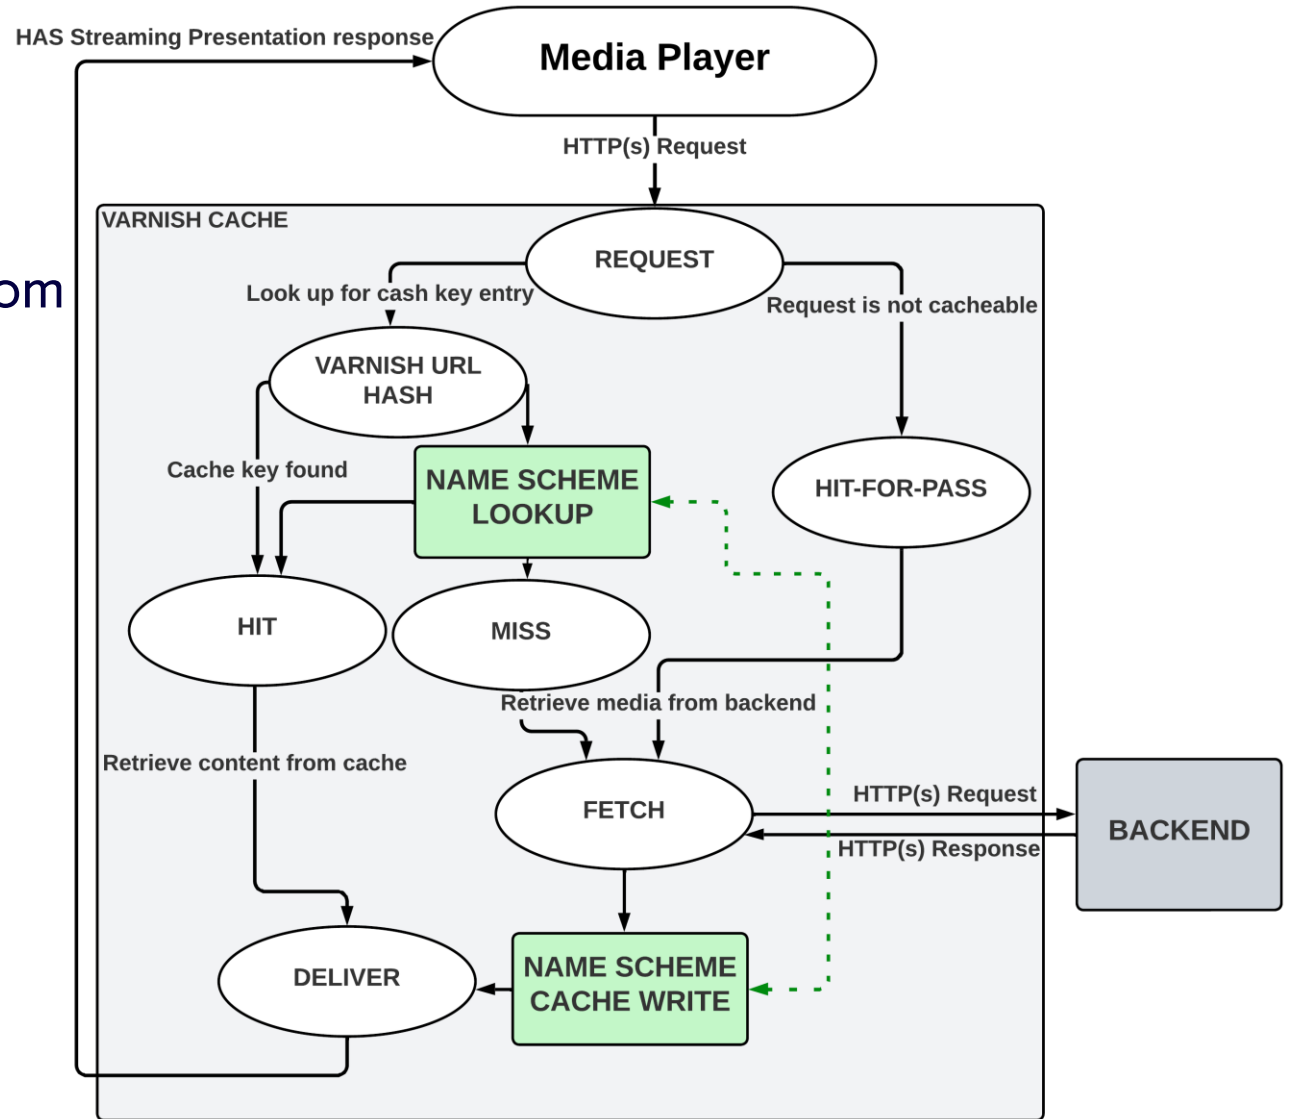 HAS Streaming Presentation response
Media Player
HTTP(s) Request
VARNISH CACHE
REQUEST
om
Look up for cash key entry
Request is not cacheable
VARNISH URL
HASH
Cache key found
NAME SCHEME
LOOKUP
HIT-FOR-PASS
HIT
MISS
Retrieve media from backend
Retrieve content from cache
FETCH
HTTP(s) Request
BACKEND
HTTP(s) Response
DELIVER
NAME SCHEME
CACHE WRITE